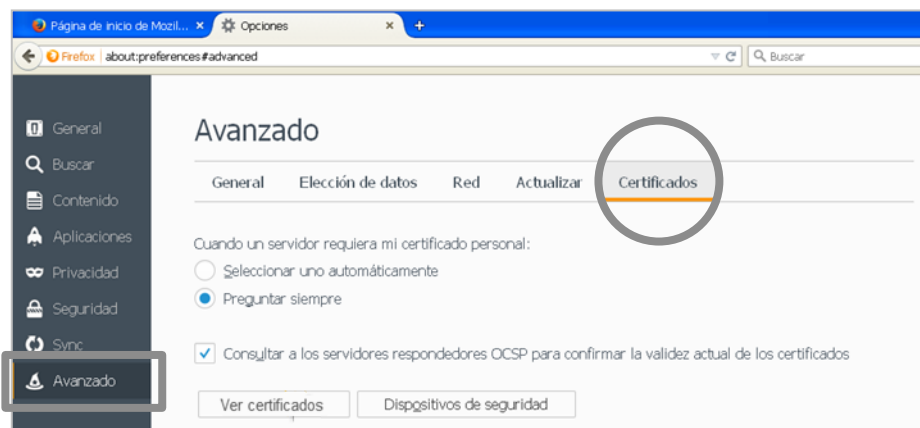 Página de inicio de Mozil... × Opciones × +
Firefox about:preferences#advanced Buscar
General
Buscar
Contenido
Aplicaciones
Privacidad
Seguridad
Sync
Avanzado
Avanzado
General Elección de datos Red Actualizar Certificados
Cuando un servidor requiera mi certificado personal:
Seleccionar uno automáticamente
Preguntar siempre
Consultar a los servidores respondedores OCSP para confirmar la validez actual de los certificados
Ver certificados Dispositivos de seguridad